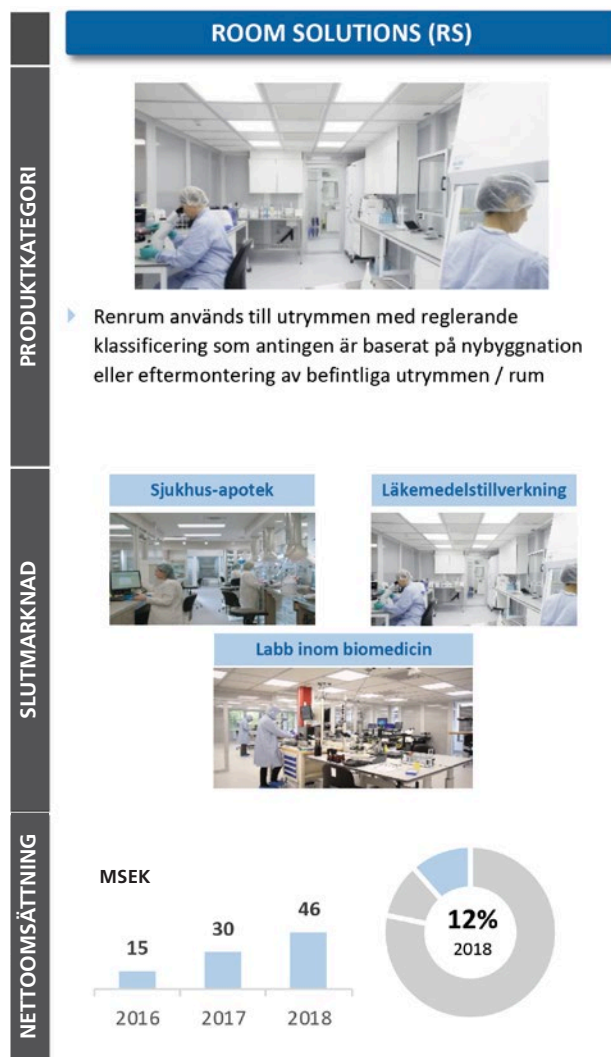 ROOM SOLUTIONS (RS)
PRODUKTKATEGORI
Renrum används till utrymmen med reglerande
klassificering som antingen är baserat på nybyggnation
eller eftermontering av befintliga utrymmen / rum
SLUTMARKNAD
Sjukhus-apotek
Läkemedelstillverkning
Labb inom biomedicin
NETTOOMSÄTTNING
MSEK
15
30
46
2016
2017
2018
12%
2018